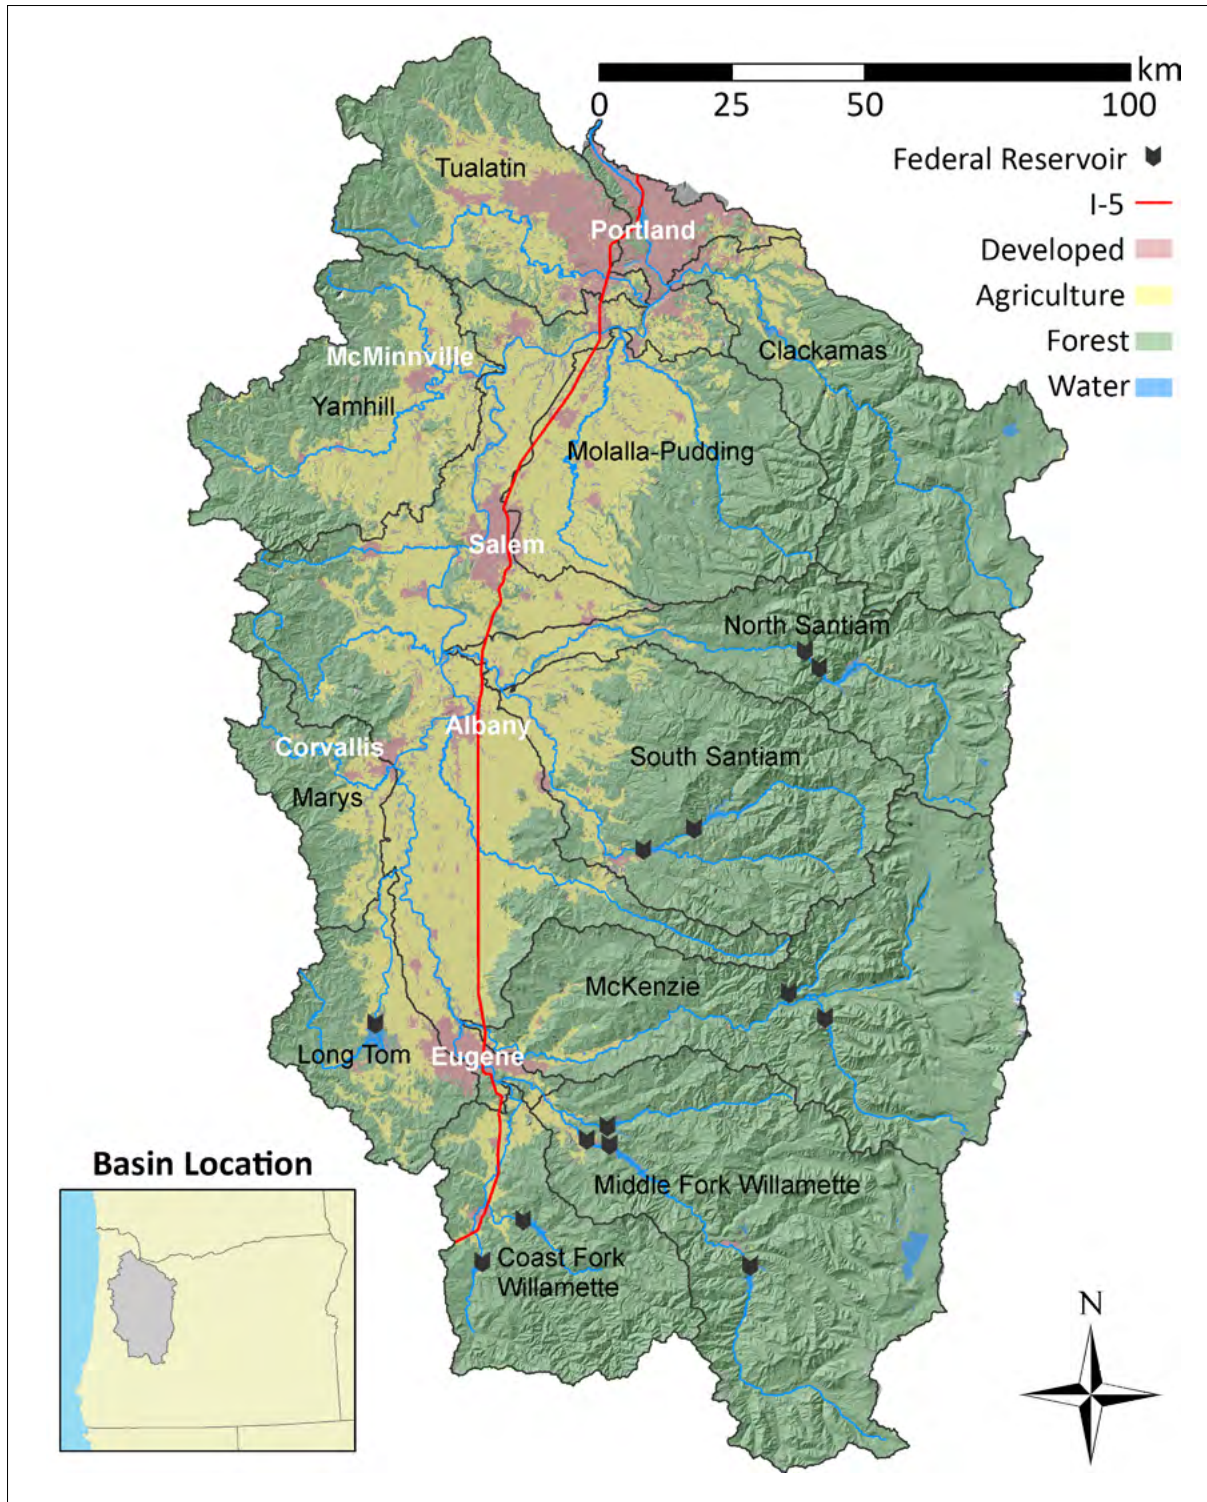 km
0 25 50 100
Federal Reservoir
I-5
Developed
Agriculture
Forest
Water
Tualatin
Portland
McMinnville
Yamhill
Clackamas
Molalla-Pudding
Salem
North Santiam
Albany
Corvallis
Marys
South Santiam
McKenzie
Long Tom
Eugene
Middle Fork Willamette
Coast Fork
Willamette
Basin Location
N